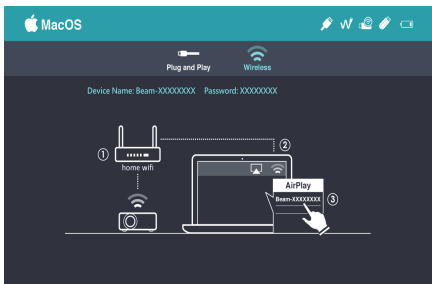 MacOS
Plug and Play
Wireless
Device Name: Beam-XXXXXXXX Password: XXXXXXXX
①
②
home wifi
AirPlay
Beam-XXXXXXXX
③